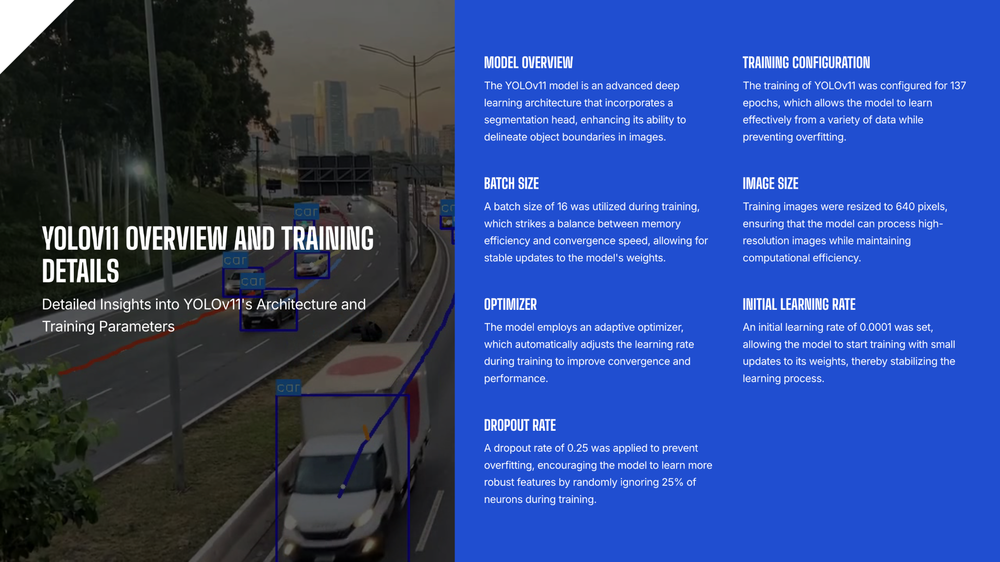 YOLOV11 OVERVIEW AND TRAINING
DETAILS
Detailed Insights into YOLOv11's Architecture and
Training Parameters
car
car
car
car
MODEL OVERVIEW
The YOLOv11 model is an advanced deep
learning architecture that incorporates a
segmentation head, enhancing its ability to
delineate object boundaries in images.
TRAINING CONFIGURATION
The training of YOLOv11 was configured for 137
epochs, which allows the model to learn
effectively from a variety of data while
preventing overfitting.
BATCH SIZE
A batch size of 16 was utilized during training,
which strikes a balance between memory
efficiency and convergence speed, allowing for
stable updates to the model's weights.
IMAGE SIZE
Training images were resized to 640 pixels,
ensuring that the model can process high-
resolution images while maintaining
computational efficiency.
OPTIMIZER
The model employs an adaptive optimizer,
which automatically adjusts the learning rate
during training to improve convergence and
performance.
INITIAL LEARNING RATE
An initial learning rate of 0.0001 was set,
allowing the model to start training with small
updates to its weights, thereby stabilizing the
learning process.
DROPOUT RATE
A dropout rate of 0.25 was applied to prevent
overfitting, encouraging the model to learn more
robust features by randomly ignoring 25% of
neurons during training.